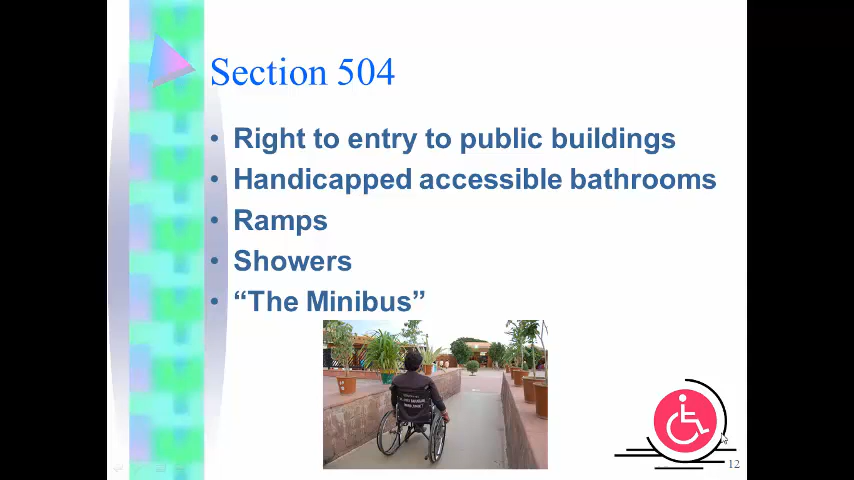 Section 504
• Right to entry to public buildings
• Handicapped accessible bathrooms
• Ramps
• Showers
• “The Minibus”
12